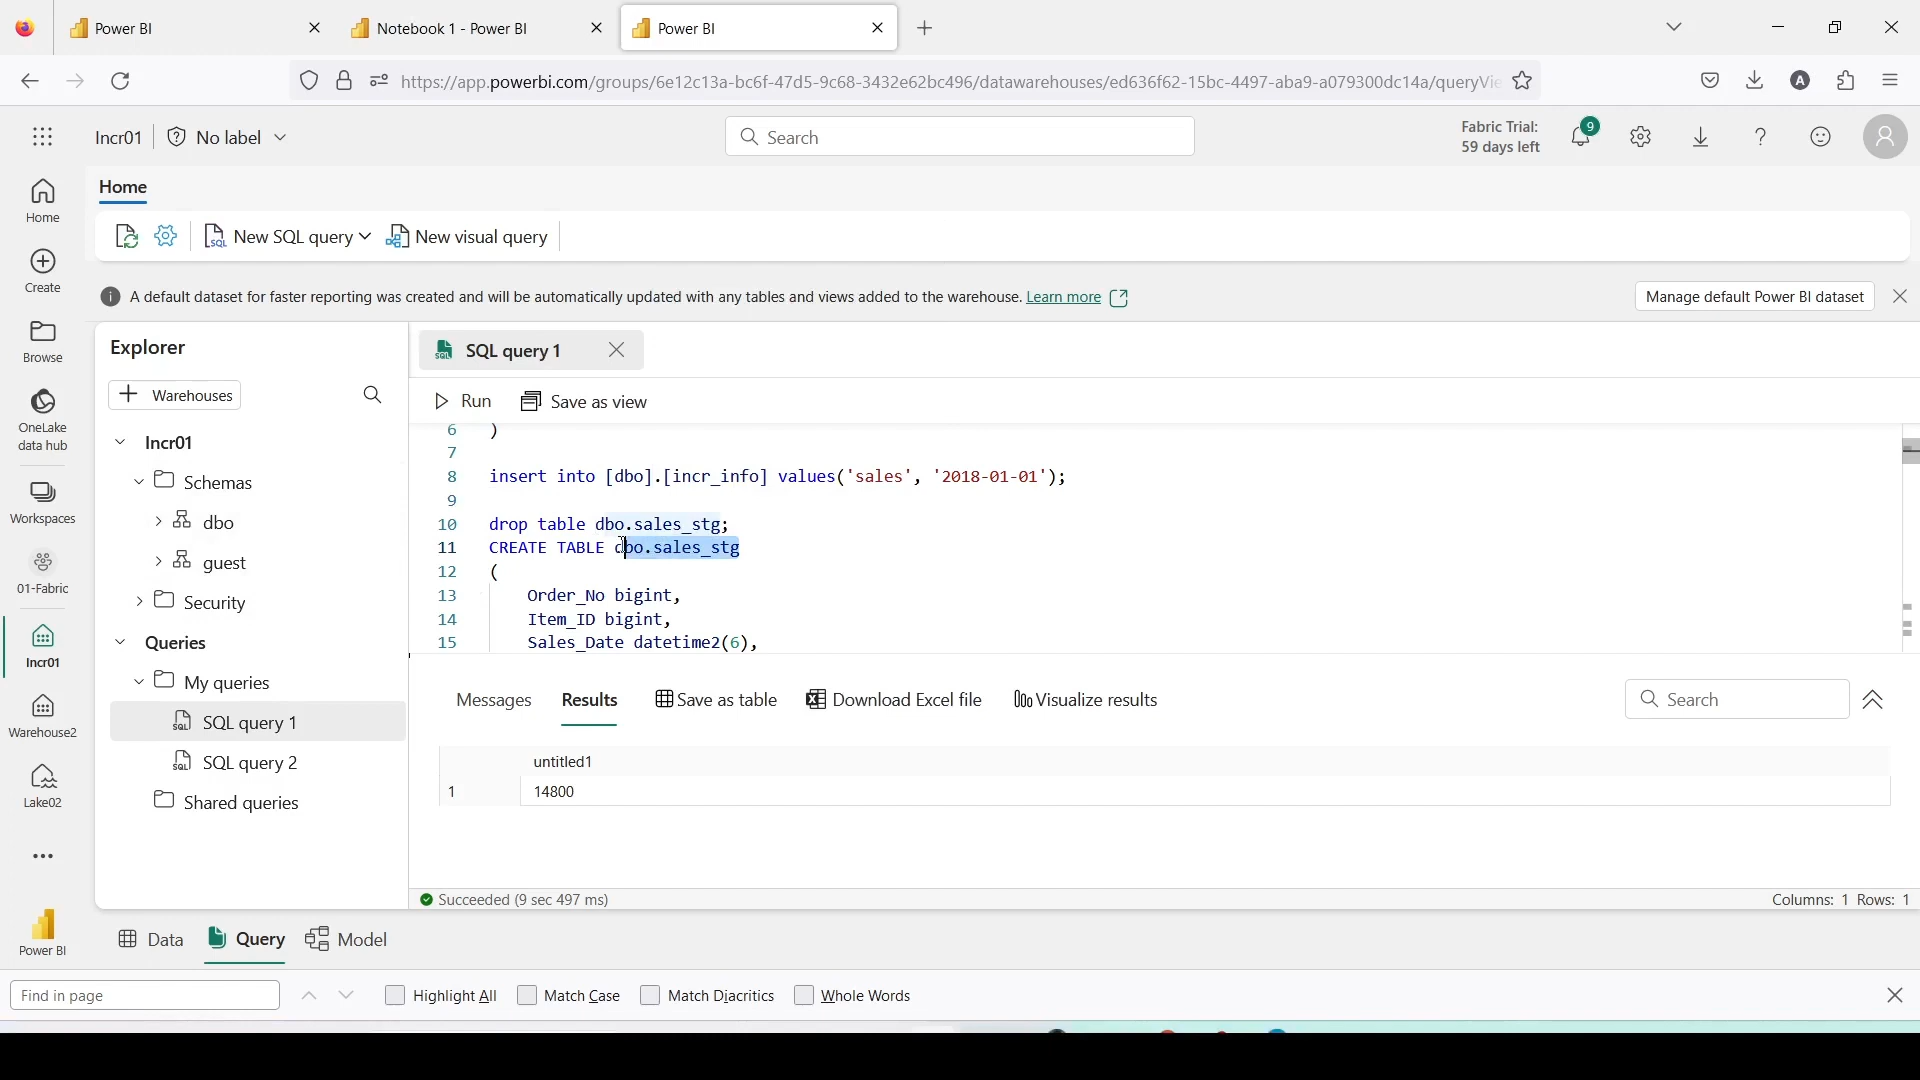 Power BI
Notebook 1 - Power BI
Power BI
https://app.powerbi.com/groups/6e12c13a-bc6f-47d5-9c68-3432e62bc496/datawarehouses/ed636f62-15bc-4497-aba9-a079300dc14a/queryVie
A
Incr01
No label
Search
Fabric Trial:
59 days left
9
?
Home
New SQL query
New visual query
A default dataset for faster reporting was created and will be automatically updated with any tables and views added to the warehouse. Learn more
Manage default Power BI dataset
Home
Create
Browse
OneLake
data hub
Workspaces
01-Fabric
Incr01
Warehouse2
Lake02
Power BI
Explorer
Warehouses
Incr01
Schemas
dbo
guest
Security
Queries
My queries
SQL query 1
SQL query 2
Shared queries
SQL query 1
Run
Save as view
6 )
7
8 insert into [dbo].[incr_info] values('sales', '2018-01-01');
9
10 drop table dbo.sales_stg;
11 CREATE TABLE dbo.sales_stg
12 (
13 Order_No bigint,
14 Item_ID bigint,
15 Sales_Date datetime2(6),
Messages
Results
Save as table
Download Excel file
Visualize results
Search
untitled1
1 14800
Succeeded (9 sec 497 ms)
Columns: 1 Rows: 1
Data
Query
Model
Find in page
Highlight All
Match Case
Match Diacritics
Whole Words